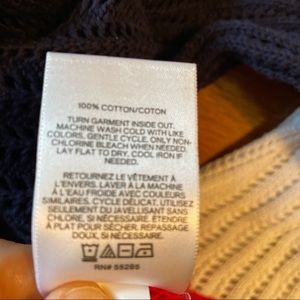 100% COTTON/COTON
TURN GARMENT INSIDE OUT.
MACHINE WASH COLD WITH LIKE
COLORS, GENTLE CYCLE. ONLY NON-
CHLORINE BLEACH WHEN NEEDED.
LAY FLAT TO DRY, COOL IRON IF
NEEDED.
RETOURNEZ LE VÊTEMENT À
L'ENVERS. LAVER À LA MACHINE
À L'EAU FROIDE AVEC COULEURS
SIMILAIRES. CYCLE DÉLICAT. UTILISEZ
SEULEMENT DU JAVELLISANT SANS
CHLORE, SI NÉCESSAIRE. ÉTENDRE À
PLAT POUR SÉCHER. REPASSAGE
DOUX, SI NÉCESSAIRE.
RN# 55285